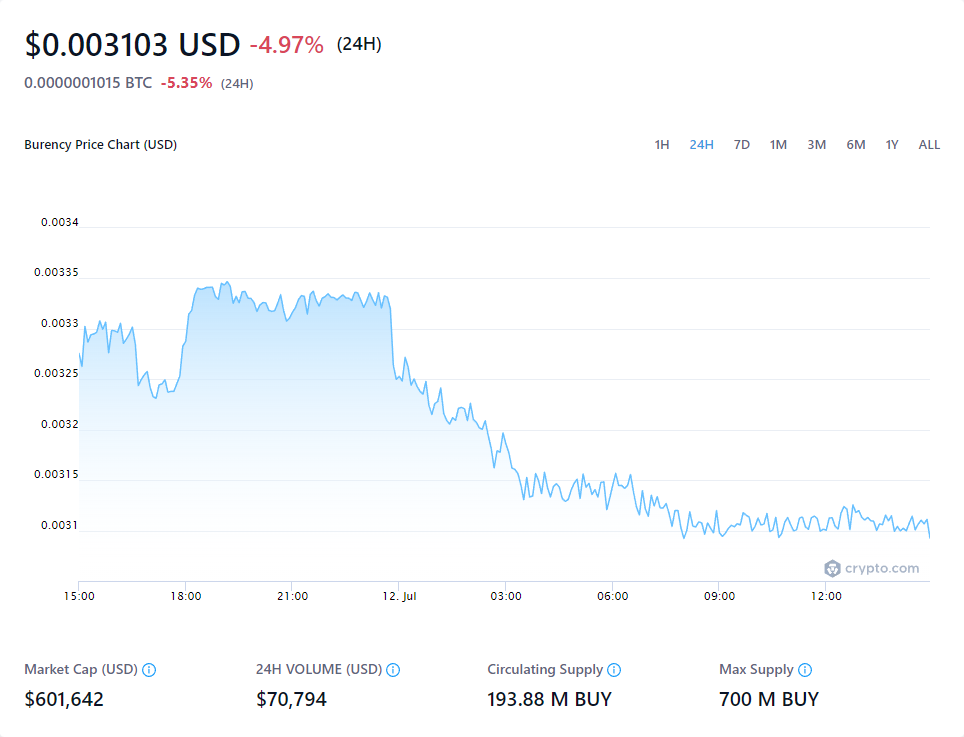 $0.003103 USD -4.97% (24H)
0.0000001015 BTC -5.35% (24H)
Burency Price Chart (USD) 1H 24H 7D 1M 3M 6M 1Y ALL
0.0034
0.00335
0.0033
0.00325
0.0032
0.00315
0.0031
crypto.com
15:00 18:00 21:00 12. Jul 03:00 06:00 09:00 12:00
Market Cap (USD) 24H VOLUME (USD) Circulating Supply Max Supply
$601,642 $70,794 193.88 M BUY 700 M BUY